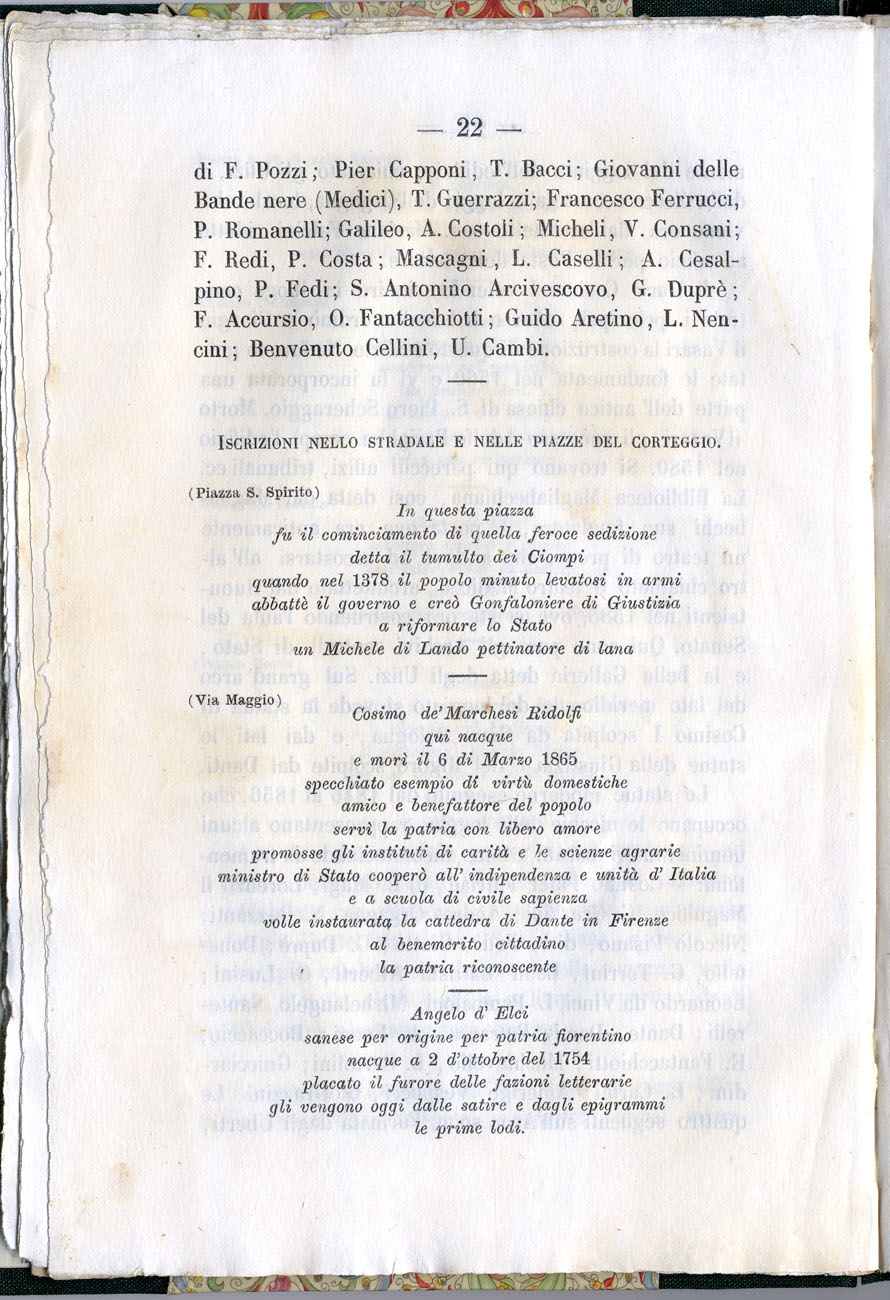 — 22 —
di F. Pozzi; Pier Capponi, T. Bacci; Giovanni delle
Bande nere (Medici), T. Guerrazzi; Francesco Ferrucci,
P. Romanelli; Galileo, A. Costoli; Micheli, V. Consani;
F. Redi, P. Costa; Mascagni, L. Caselli; A. Cesal-
pino, P. Fedi; S. Antonino Arcivescovo, G. Duprè;
F. Accursio, O. Fantacchiotti; Guido Aretino, L. Nen-
cini; Benvenuto Cellini, U. Cambi.
ISCRIZIONI NELLO STRADALE E NELLE PIAZZE DEL CORTEGGIO.
(Piazza S. Spirito)
In questa piazza
fu il cominciamento di quella feroce sedizione
detta il tumulto dei Ciompi
quando nel 1378 il popolo minuto levatosi in armi
abbattè il governo e creò Gonfaloniere di Giustizia
a riformare lo Stato
un Michele di Lando pettinatore di lana
(Via Maggio)
Cosimo de' Marchesi Ridolfi
qui nacque
e morì il 6 di Marzo 1865
specchiato esempio di virtù domestiche
amico e benefattore del popolo
servì la patria con libero amore
promosse gli instituti di carità e le scienze agrarie
ministro di Stato cooperò all' indipendenza e unità d' Italia
e a scuola di civile sapienza
volle instaurata la cattedra di Dante in Firenze
al benemerito cittadino
la patria riconoscente
Angelo d' Elci
sanese per origine per patria fiorentino
nacque a 2 d'ottobre del 1754
placato il furore delle fazioni letterarie
gli vengono oggi dalle satire e dagli epigrammi
le prime lodi.